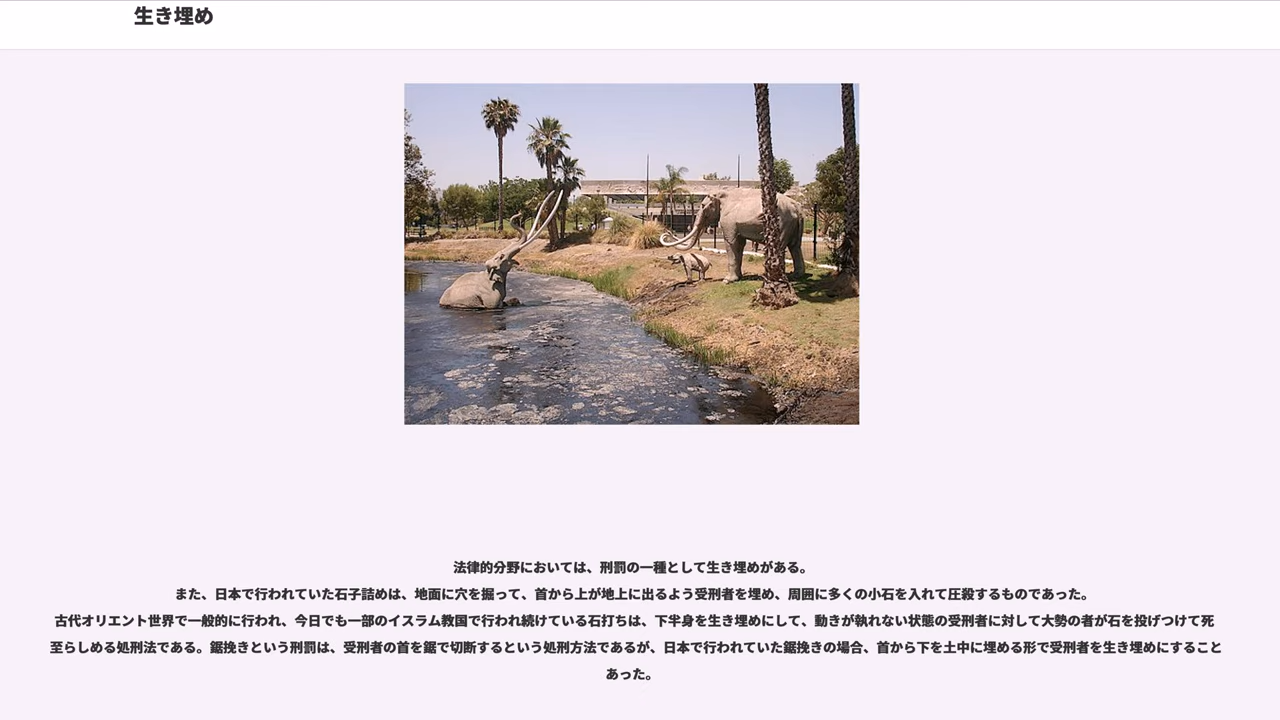 生き埋め
法律的分野においては、刑罰の一種として生き埋めがある。
また、日本で行われていた石子詰めは、地面に穴を掘って、首から上が地上に出るよう受刑者を埋め、周囲に多くの小石を入れて圧殺するものであった。
古代オリエント世界で一般的に行われ、今日でも一部のイスラム教国で行われ続けている石打ちは、下半身を生き埋めにして、動きが執れない状態の受刑者に対して大勢の者が石を投げつけて死
至らしめる処刑法である。鋸挽きという刑罰は、受刑者の首を鋸で切断するという処刑方法であるが、日本で行われていた鋸挽きの場合、首から下を土中に埋める形で受刑者を生き埋めにすること
あった。